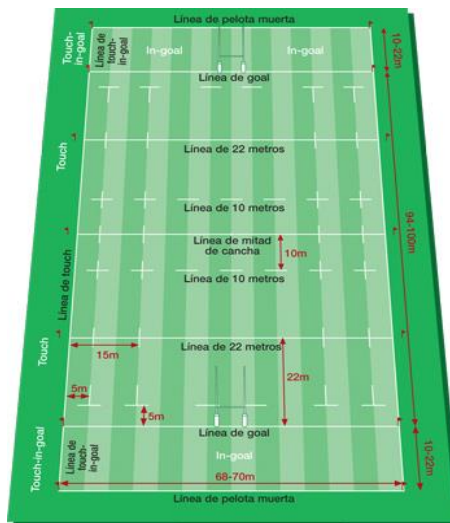 Línea de pelota muerta
Touch-
in-goal
Línea de
touch-
in-goal
In-goal
In-goal
10-22m
Línea de goal
Touch
Línea de 22 metros
Línea de 10 metros
94-100m
Línea de mitad
de cancha
10m
Línea de touch
Línea de 10 metros
Touch
Línea de 22 metros
15m
22m
5m
5m
Touch-in-goal
Línea de
touch-
in-goal
Línea de goal
In-goal
10-22m
68-70m
Línea de pelota muerta